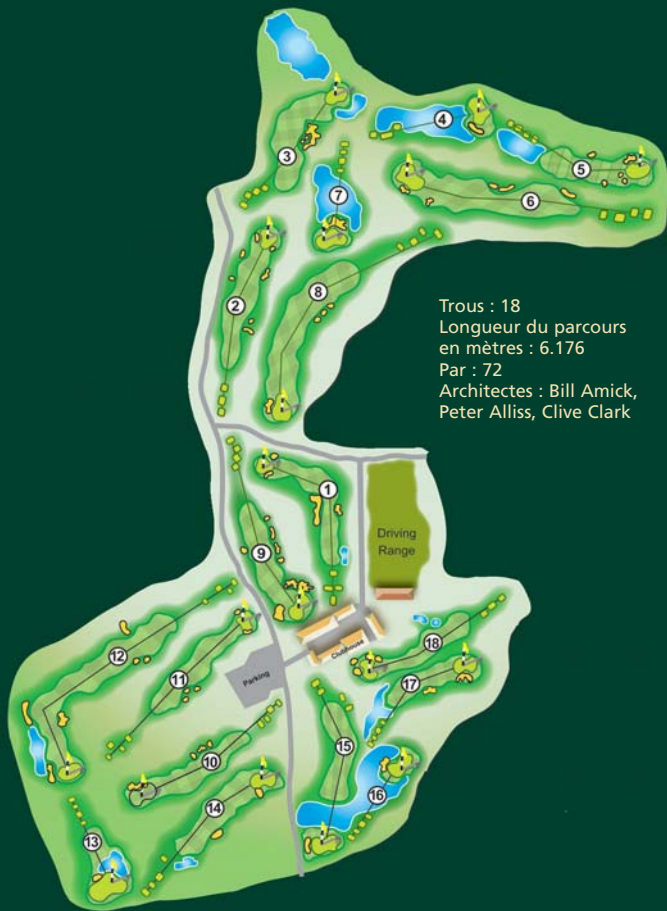 4
3
5
7
6
2
8
Trous : 18
Longueur du parcours
en mètres : 6.176
Par : 72
Architectes : Bill Amick,
Peter Alliss, Clive Clark
1
9
Driving
Range
12
11
Clubhouse
18
Parking
17
10
15
16
14
13